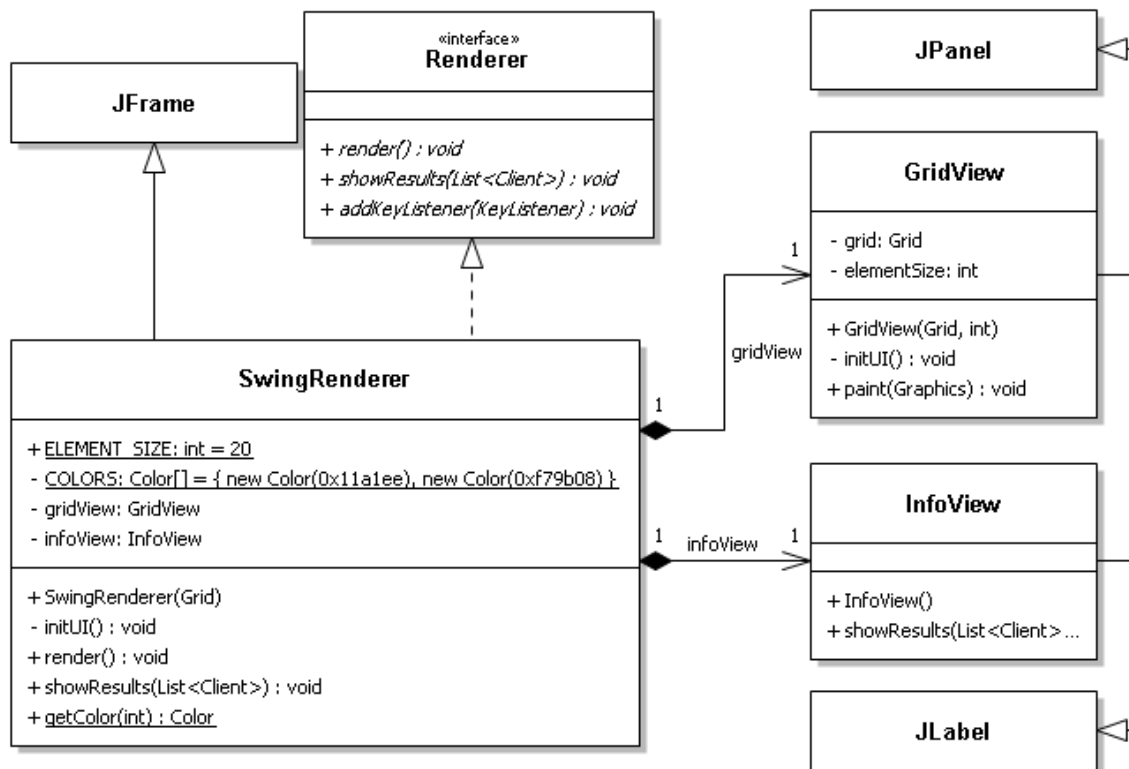 JFrame
«interface»
Renderer
+ render() : void
+ showResults(List<Client>) : void
+ addKeyListener(KeyListener) : void
JPanel
GridView
- grid: Grid
- elementSize: int
+ GridView(Grid, int)
- initUI() : void
+ paint(Graphics) : void
1
gridView
1
SwingRenderer
+ ELEMENT_SIZE: int = 20
- COLORS: Color[] = { new Color(0x11a1ee), new Color(0xf79b08) }
- gridView: GridView
- infoView: InfoView
+ SwingRenderer(Grid)
- initUI() : void
+ render() : void
+ showResults(List<Client>) : void
+ getColor(int) : Color
1
infoView
1
InfoView
+ InfoView()
+ showResults(List<Client>...
JLabel